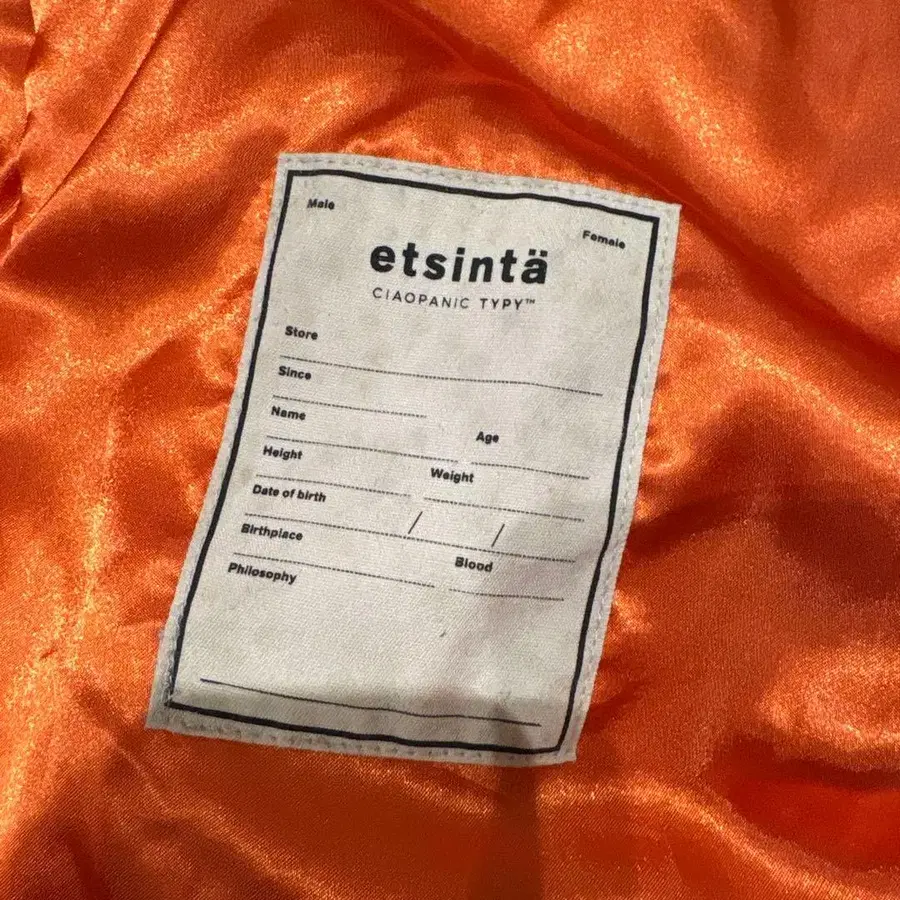 Male
Female
etsintä
CIAOPANIC TYPY™
Store
Since
Name
Age
Height
Weight
Date of birth
/ /
Birthplace
Blood
Philosophy